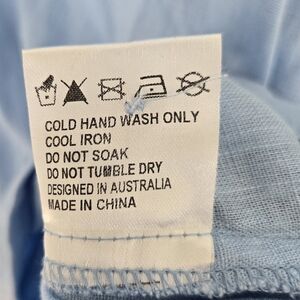 COLD HAND WASH ONLY
COOL IRON
DO NOT SOAK
DO NOT TUMBLE DRY
DESIGNED IN AUSTRALIA
MADE IN CHINA